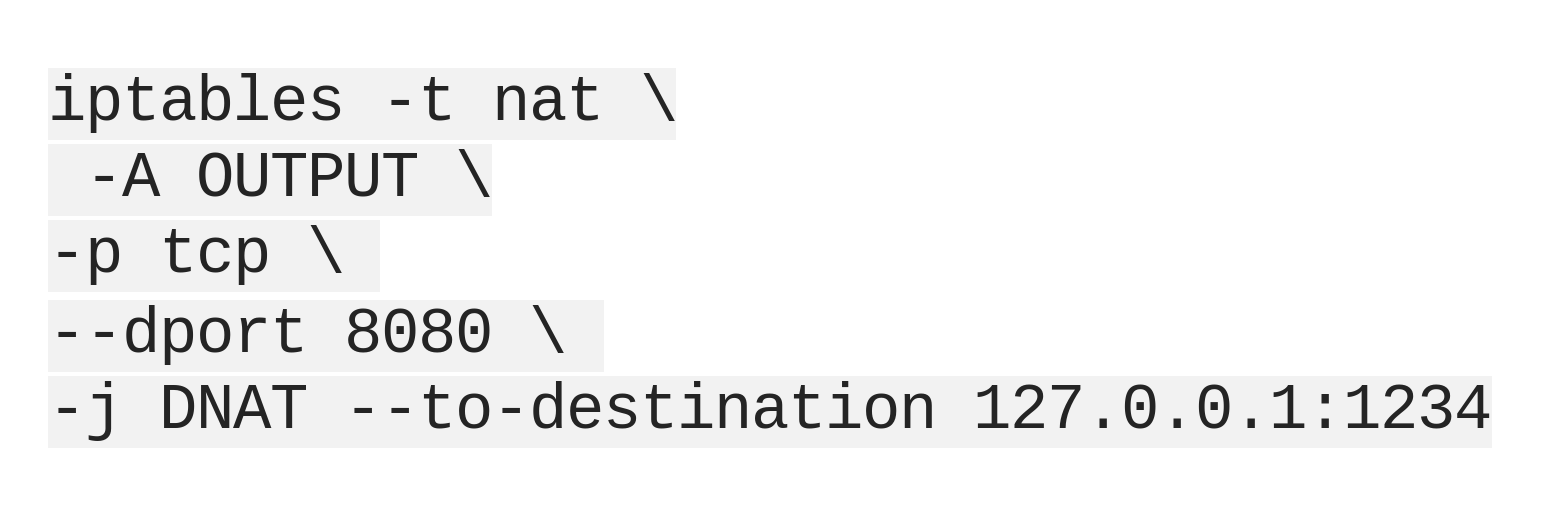 iptables -t nat \
 -A OUTPUT \
-p tcp \
--dport 8080 \
-j DNAT --to-destination 127.0.0.1:1234